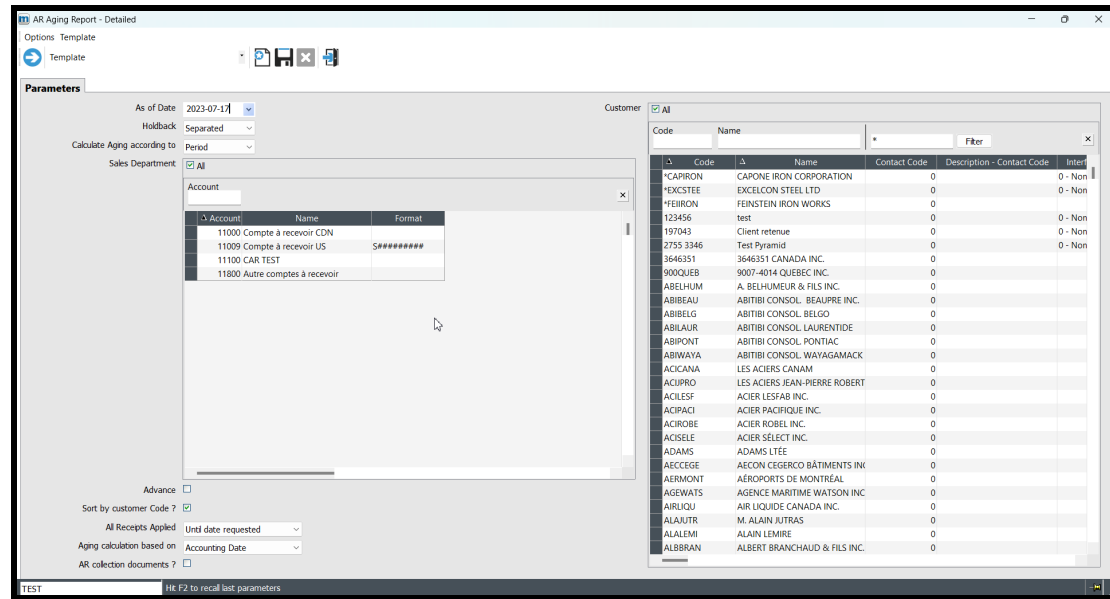 AR Aging Report - Detailed
Options Template
Template
Parameters
As of Date 2023-07-17
Holdback Separated
Calculate Aging according to Period
Sales Department All
Account
Account Name Format
11000 Compte à recevoir CDN
11009 Compte à recevoir US S#########
11100 CAR TEST
11800 Autre comptes à recevoir
Advance
Sort by customer Code ?
All Receipts Applied Until date requested
Aging calculation based on Accounting Date
AR collection documents ?
Customer All
Code Name
* Filter
Code Name Contact Code Description - Contact Code Interf
*CAPIRON CAPONE IRON CORPORATION 0 0 - Non
*EXCSTEE EXCELCON STEEL LTD 0 0 - Non
*FEIIRON FEINSTEIN IRON WORKS 0
123456 test 0 0 - Non
197043 Client retenue 0 0 - Non
2755 3346 Test Pyramid 0 0 - Non
3646351 3646351 CANADA INC. 0
900QUEB 9007-4014 QUEBEC INC. 0
ABELHUM A. BELHUMEUR & FILS INC. 0
ABIBEAU ABITIBI CONSOL. BEAUPRE INC. 0
ABIBELG ABITIBI CONSOL. BELGO 0
ABILAUR ABITIBI CONSOL. LAURENTIDE 0
ABIPONT ABITIBI CONSOL. PONTIAC 0
ABIWAYA ABITIBI CONSOL. WAYAGAMACK 0
ACICANA LES ACIERS CANAM 0
ACIJPRO LES ACIERS JEAN-PIERRE ROBERT 0
ACILESF ACIER LESFAB INC. 0
ACIPACI ACIER PACIFIQUE INC. 0
ACIROBE ACIER ROBEL INC. 0
ACISELE ACIER SÉLECT INC. 0
ADAMS ADAMS LTÉE 0
AECCEGE AECON CEGERCO BÂTIMENTS IN 0
AERMONT AÉROPORTS DE MONTRÉAL 0
AGEWATS AGENCE MARITIME WATSON INC 0
AIRLIQU AIR LIQUIDE CANADA INC. 0
ALAJUTR M. ALAIN JUTRAS 0
ALALEMI ALAIN LEMIRE 0
ALBBRAN ALBERT BRANCHAUD & FILS INC. 0
TEST Hit F2 to recall last parameters